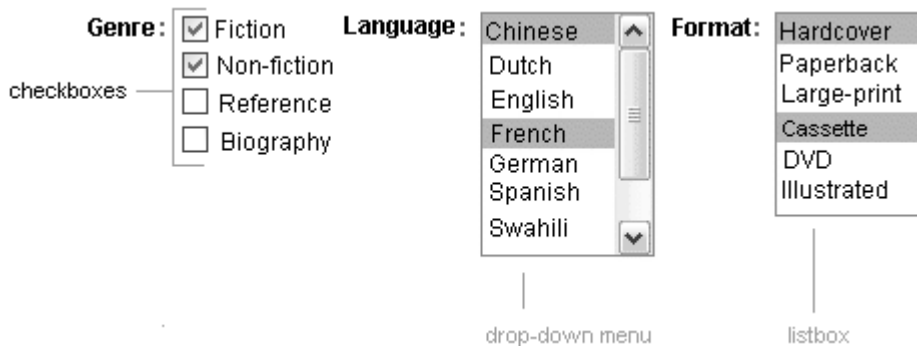 Genre:
Fiction
Non-fiction
Reference
Biography
checkboxes
Language:
Chinese
Dutch
English
French
German
Spanish
Swahili
drop-down menu
Format:
Hardcover
Paperback
Large-print
Cassette
DVD
Illustrated
listbox